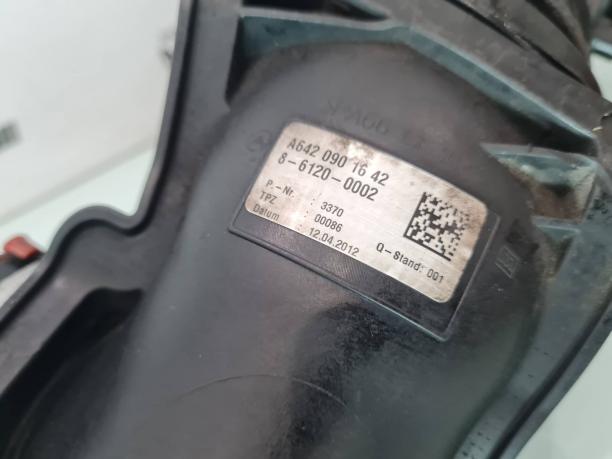 A642 090 16 42
8-6120-0002
P.-Nr. : 3370
TPZ : 00086
Datum : 12.04.2012 Q-Stand: 001